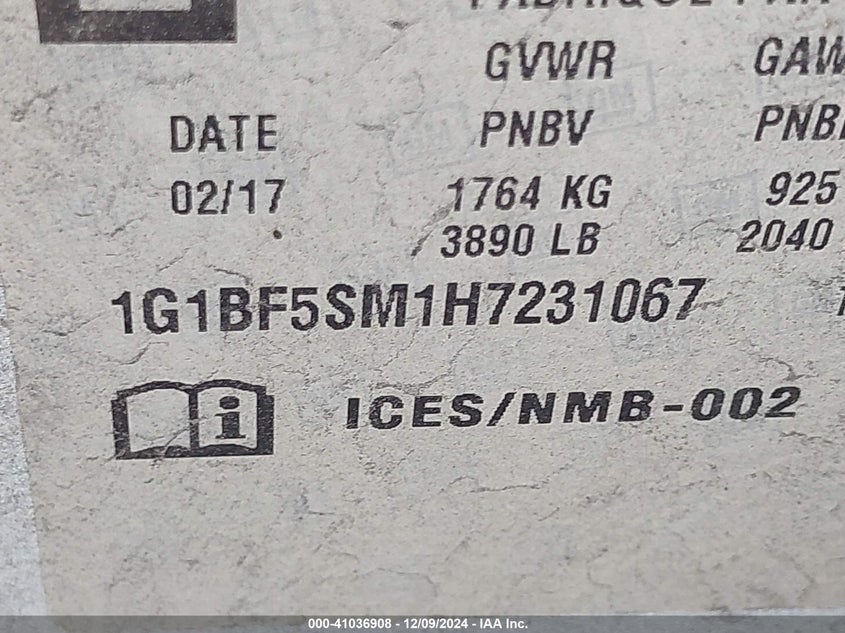 GVWR GAW
DATE PNBV PNB
02/17 1764 KG 925
3890 LB 2040
1G1BF5SM1H7231067
i
ICES/NMB-002
000-41036908 - 12/09/2024 - IAA Inc.